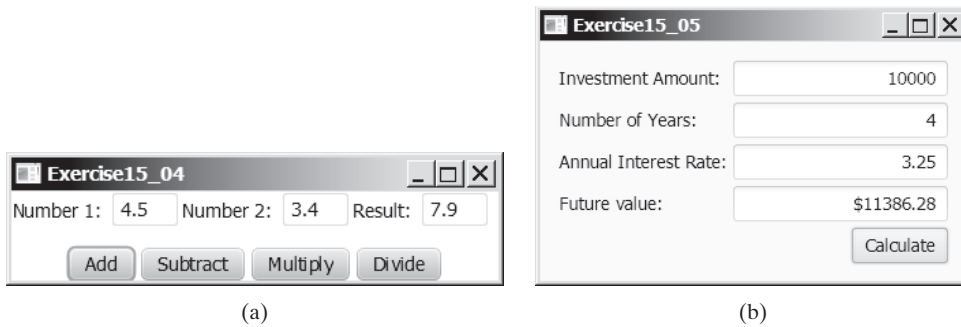 Exercise15_04
Number 1: 4.5 Number 2: 3.4 Result: 7.9
Add Subtract Multiply Divide
(a)
Exercise15_05
Investment Amount: 10000
Number of Years: 4
Annual Interest Rate: 3.25
Future value: $11386.28
Calculate
(b)